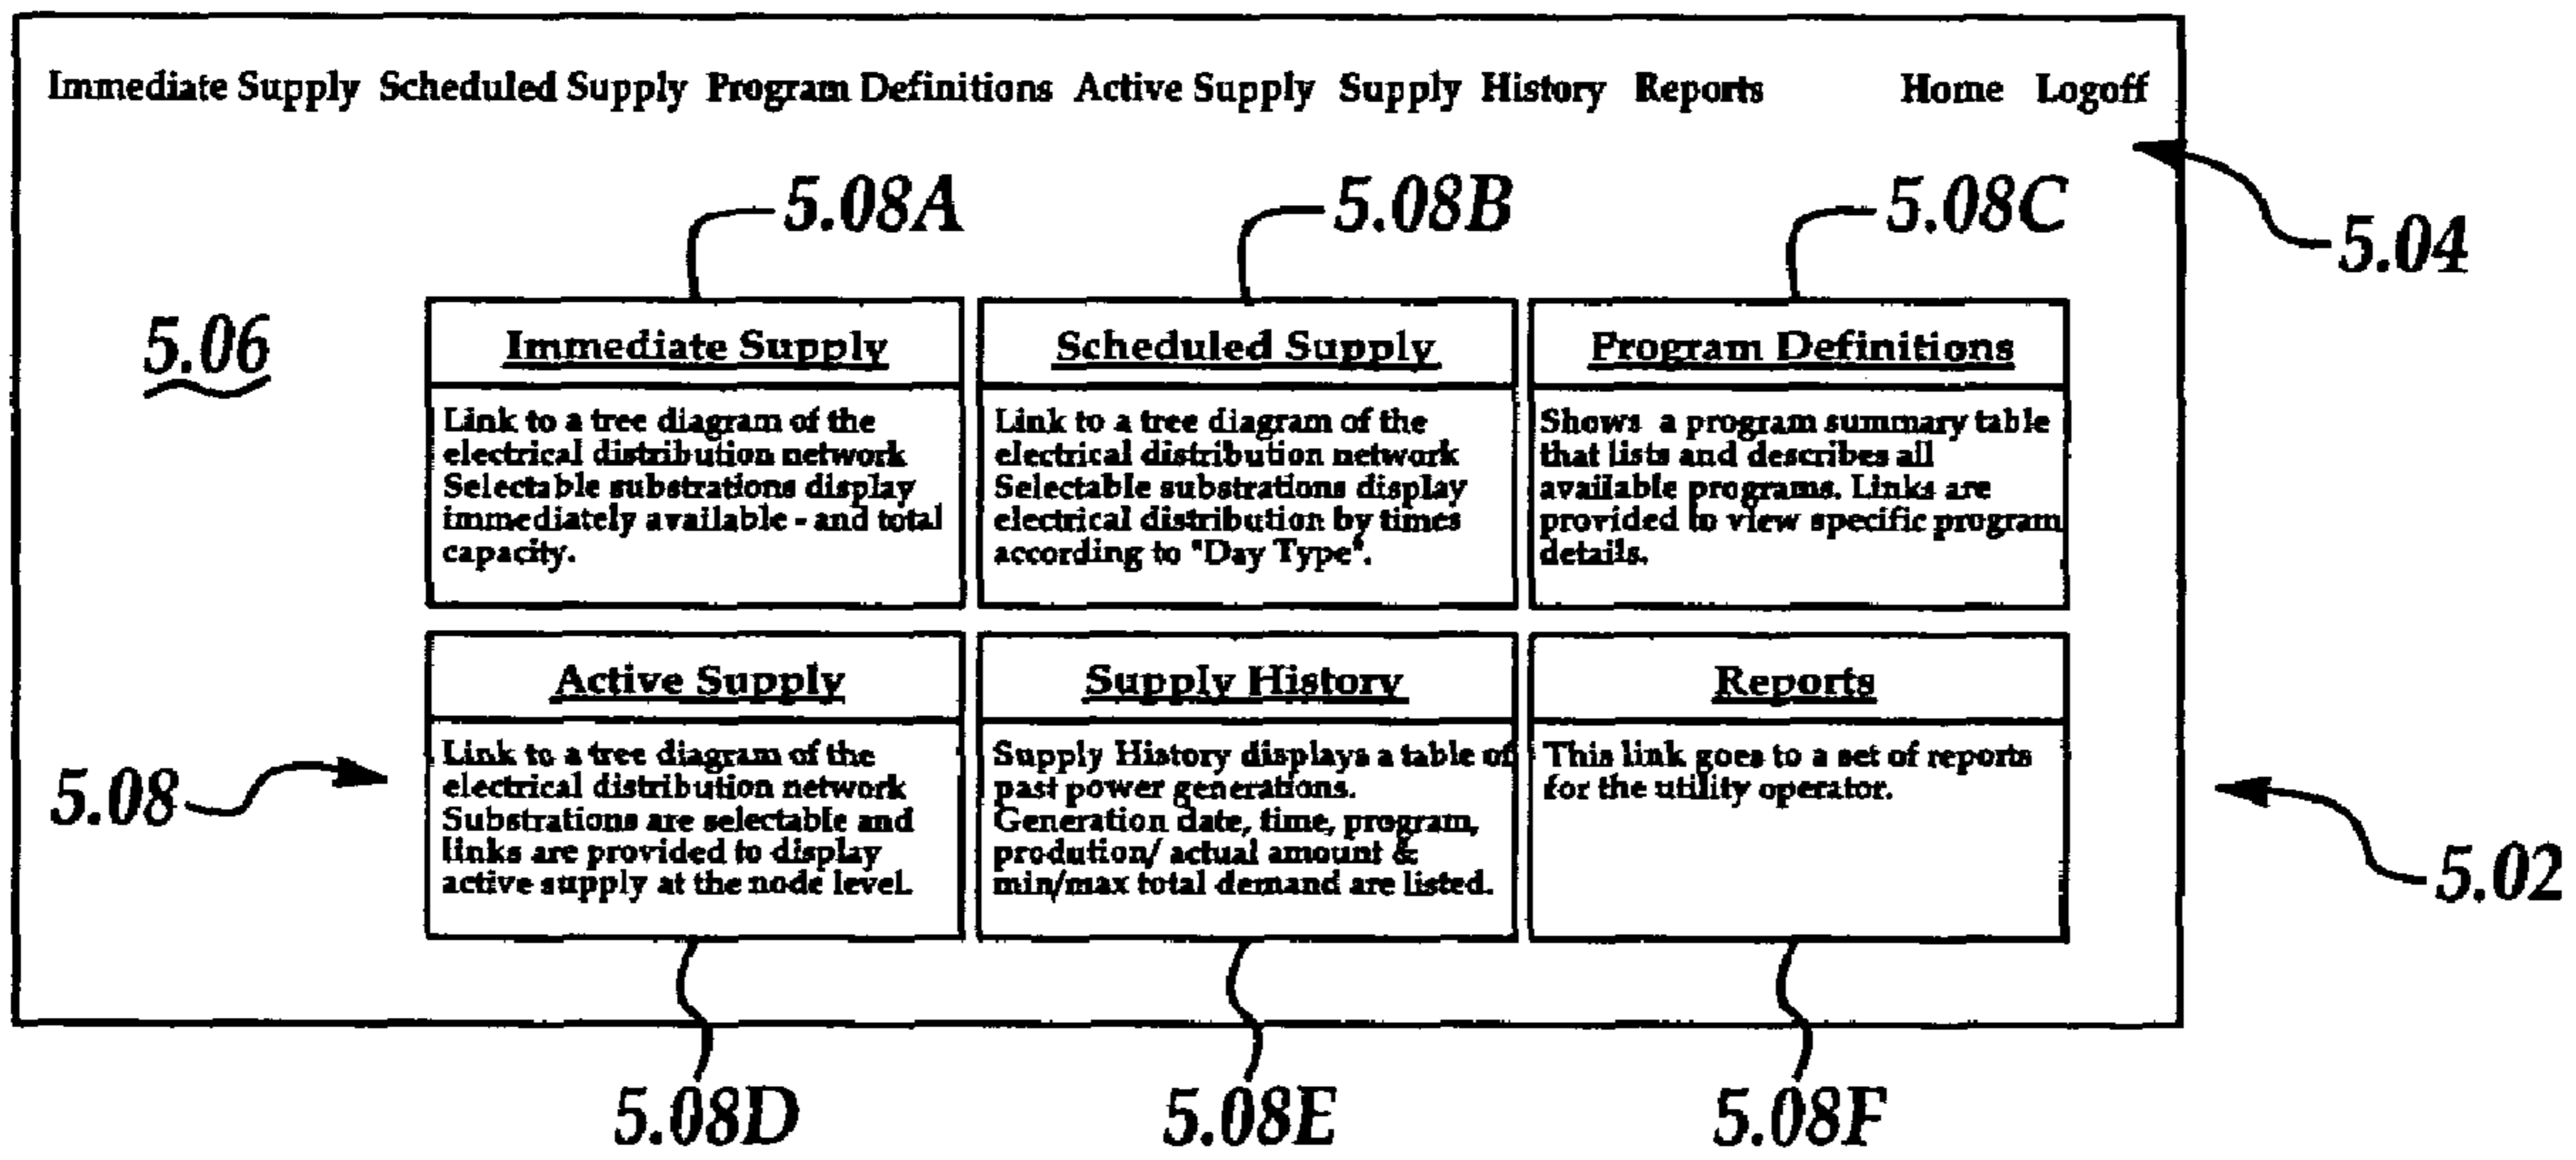 Immediate Supply Scheduled Supply Program Definitions Active Supply Supply History Reports Home Logoff
5.08A
5.08B
5.08C
5.04
5.06
Immediate Supply
Link to a tree diagram of the
electrical distribution network
Selectable substrations display
immediately available - and total
capacity.
Scheduled Supply
Link to a tree diagram of the
electrical distribution network
Selectable substrations display
electrical distribution by times
according to "Day Type".
Program Definitions
Shows a program summary table
that lists and describes all
available programs. Links are
provided to view specific program
details.
Active Supply
Link to a tree diagram of the
electrical distribution network
Substrations are selectable and
links are provided to display
active supply at the node level.
Supply History
Supply History displays a table of
past power generations.
Generation date, time, program,
prodution/ actual amount &
min/max total demand are listed.
Reports
This link goes to a set of reports
for the utility operator.
5.08
5.02
5.08D
5.08E
5.08F